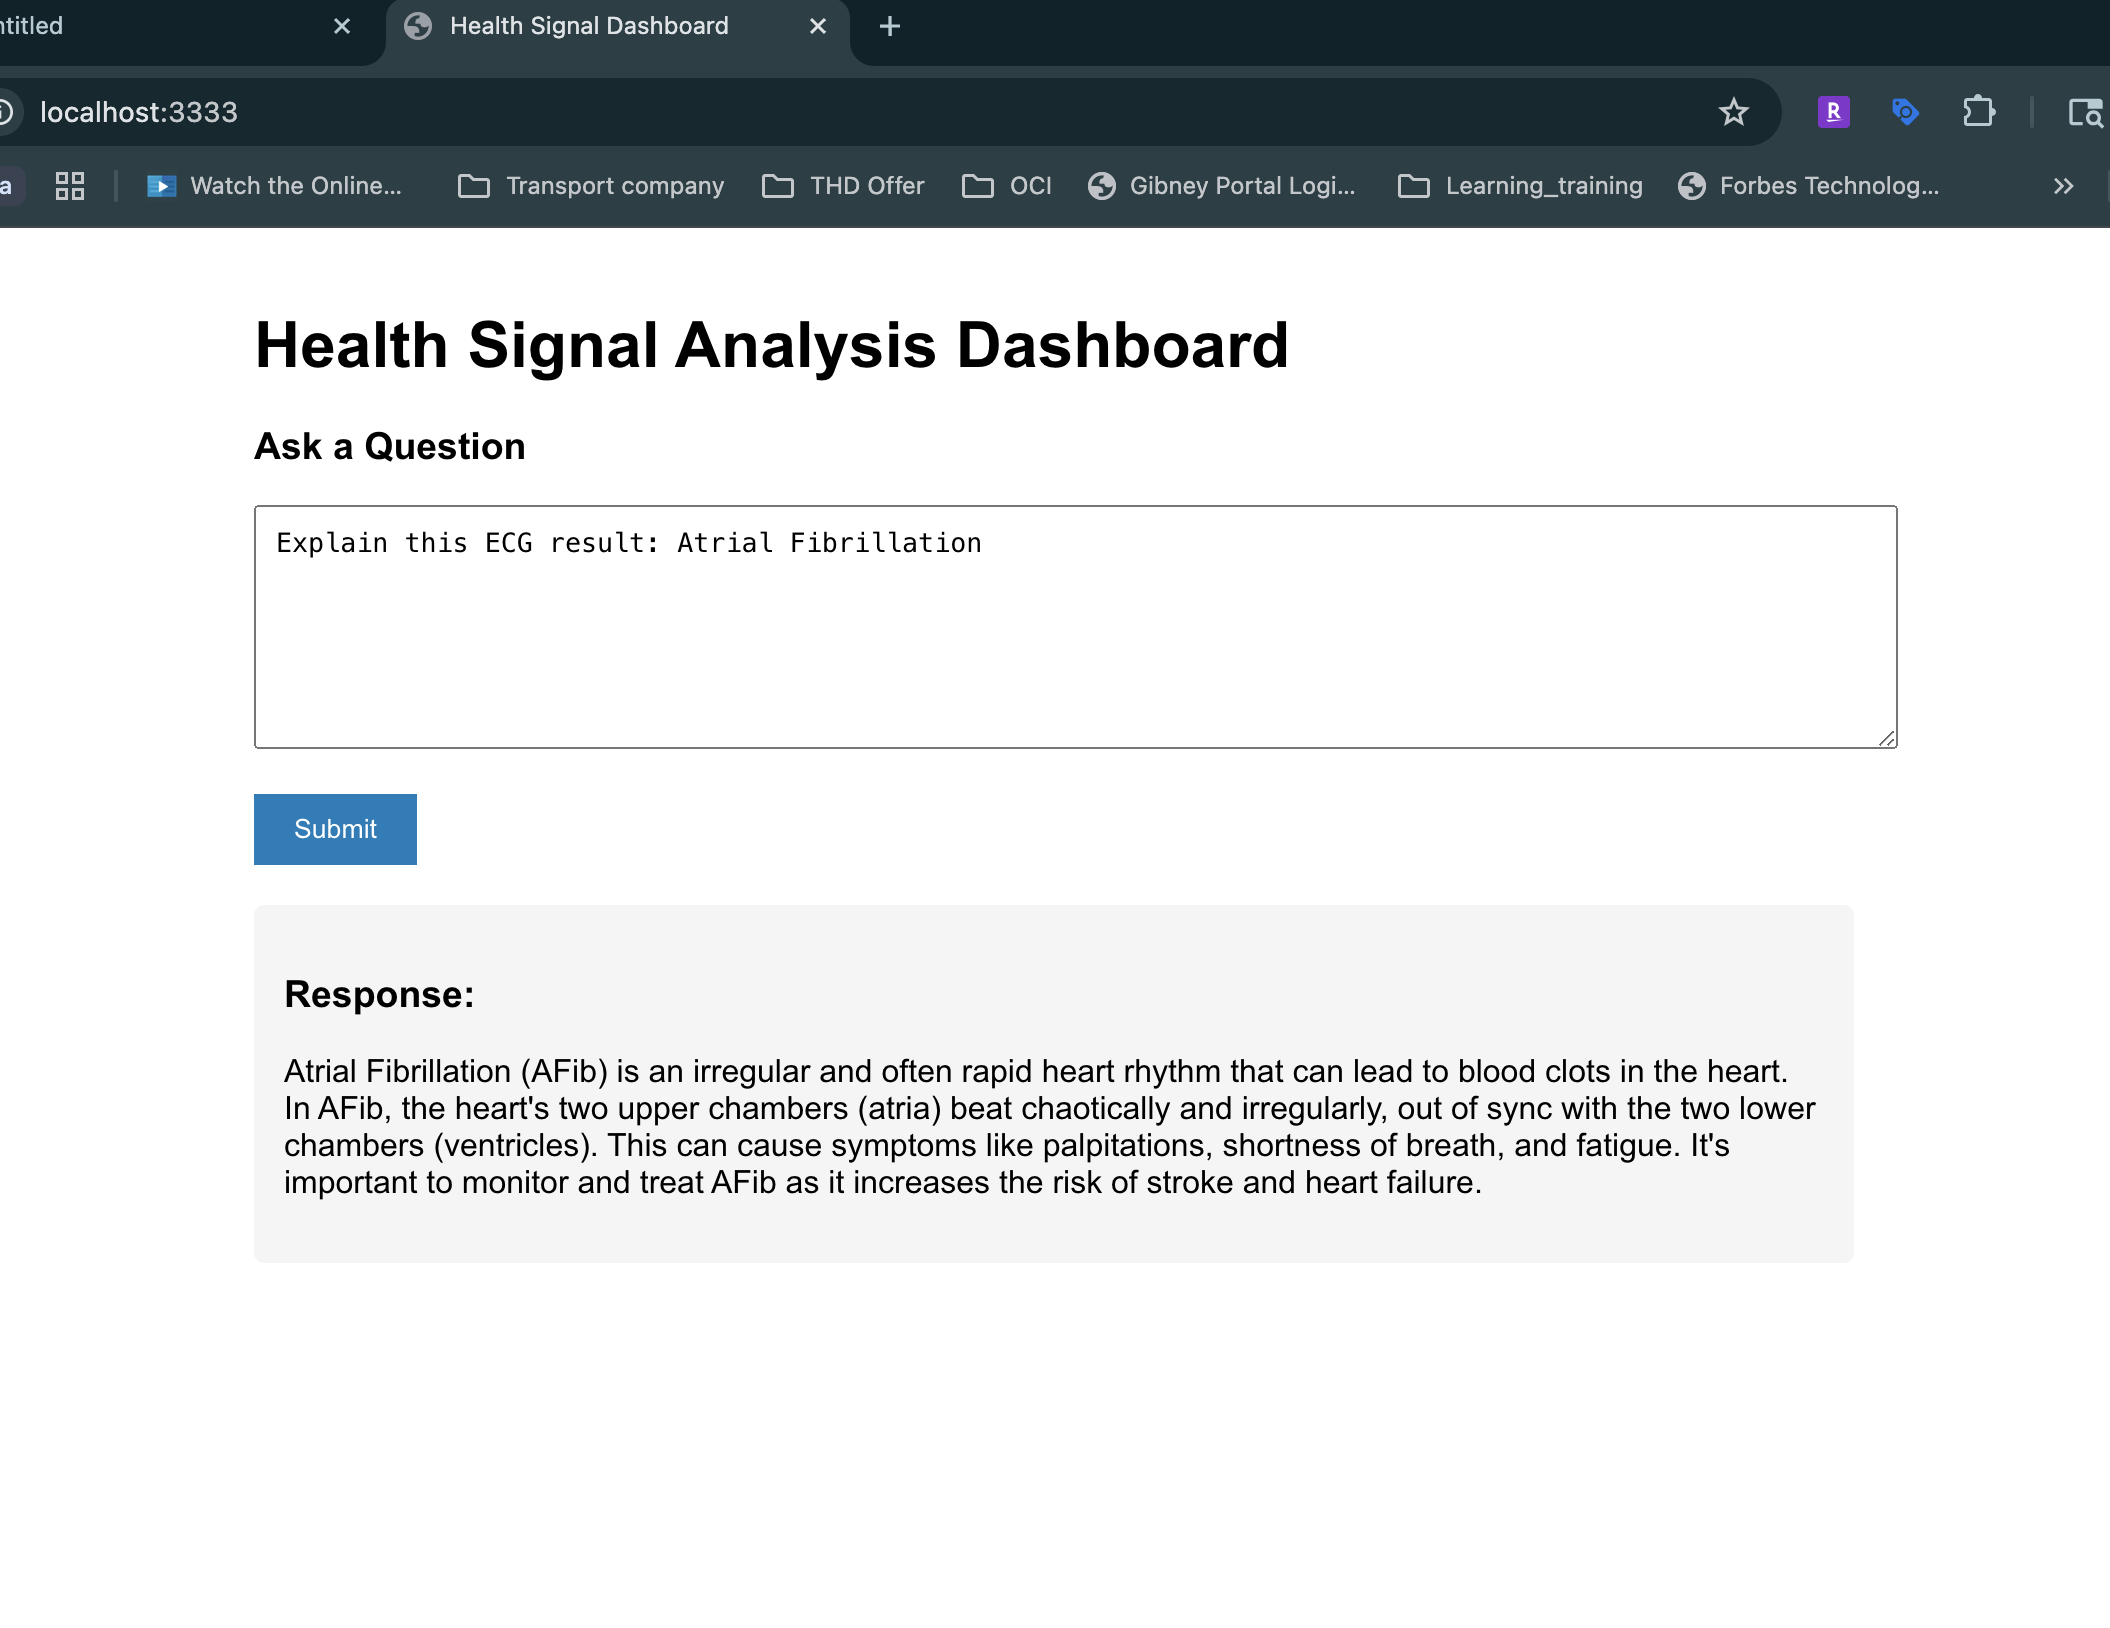 ntitled
Health Signal Dashboard
localhost:3333
a
Watch the Online...
Transport company
THD Offer
OCI
Gibney Portal Logi...
Learning_training
Forbes Technolog...
Health Signal Analysis Dashboard
Ask a Question
Explain this ECG result: Atrial Fibrillation
Submit
Response:
Atrial Fibrillation (AFib) is an irregular and often rapid heart rhythm that can lead to blood clots in the heart.
In AFib, the heart's two upper chambers (atria) beat chaotically and irregularly, out of sync with the two lower
chambers (ventricles). This can cause symptoms like palpitations, shortness of breath, and fatigue. It's
important to monitor and treat AFib as it increases the risk of stroke and heart failure.